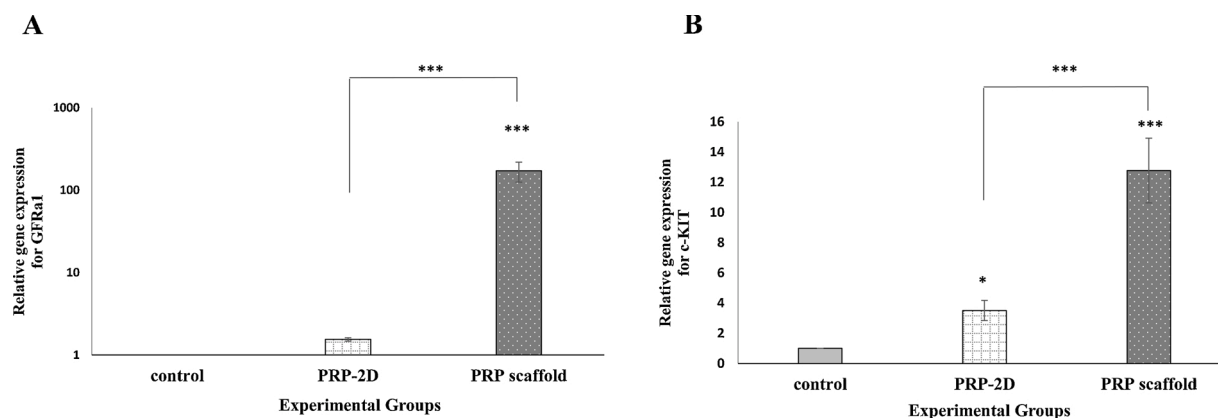 A
***
1000
***
100
10
1
Relative gene expression
for GFRa1
control
PRP-2D
PRP scaffold
Experimental Groups
B
***
16
***
14
12
10
8
6
*
4
2
0
Relative gene expression
for c-KIT
control
PRP-2D
PRP scaffold
Experimental Groups